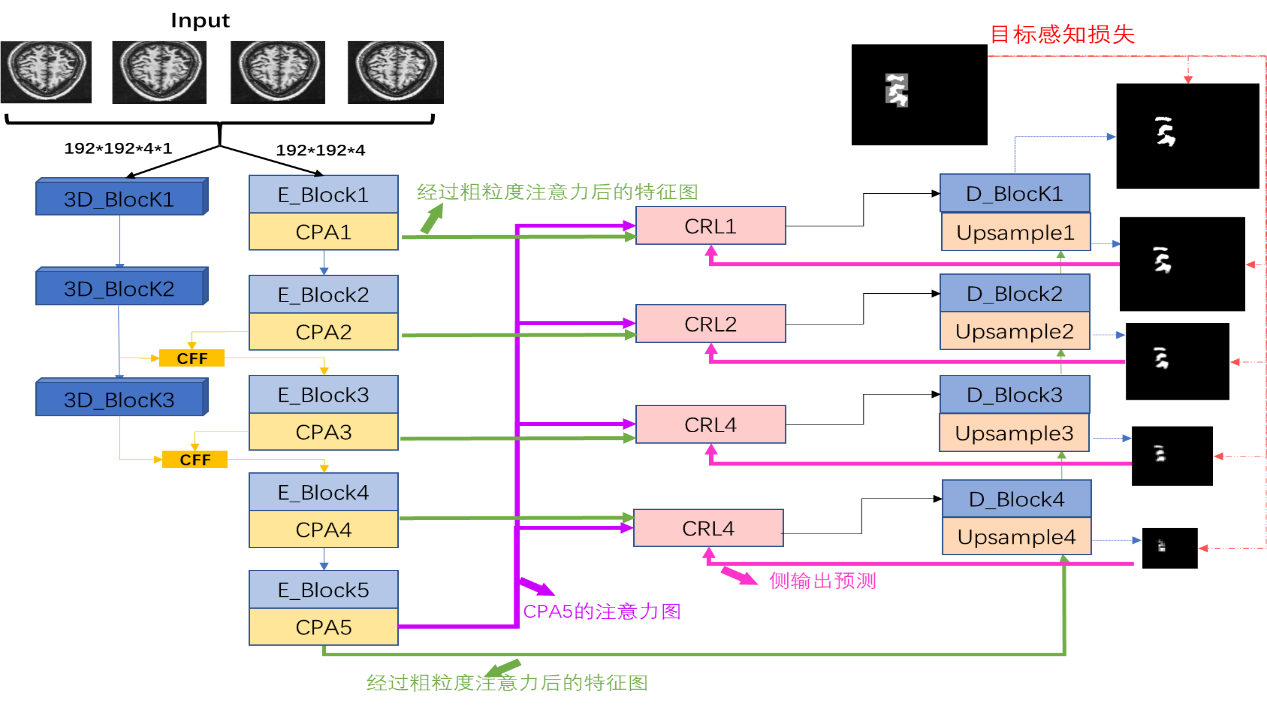 Input
目标感知损失
192*192*4*1
192*192*4
3D_BlocK1
E_Block1
CPA1
经过粗粒度注意力后的特征图
CRL1
D_BlocK1
Upsample1
3D_BlocK2
E_Block2
CPA2
CFF
CRL2
D_Block2
Upsample2
3D_BlocK3
E_Block3
CPA3
CFF
CRL4
D_Block3
Upsample3
E_Block4
CPA4
CRL4
D_Block4
Upsample4
侧输出预测
E_Block5
CPA5
CPA5的注意力图
经过粗粒度注意力后的特征图